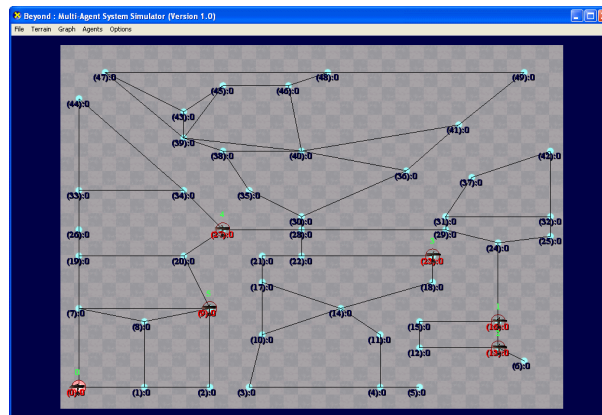 Beyond : Multi-Agent System Simulator (Version 1.0)
File Terrain Graph Agents Options
(47):0 (48):0 (49):0
(45):0 (46):0
(44):0
(43):0
(41):0
(39):0
(38):0 (40):0 (42):0
(36):0
(37):0
(33):0 (34):0 (35):0
(30):0 (31):0 (32):0
(26):0 (27):0 (28):0 (29):0
(25):0
(24):0
(19):0 (20):0 (21):0 (22):0 (23):0
(17):0 (18):0
(7):0 (14):0
(8):0 (15):0 (16):0
(10):0 (11):0
(12):0 (13):0
(6):0
(0):0 (1):0 (2):0 (3):0 (4):0 (5):0